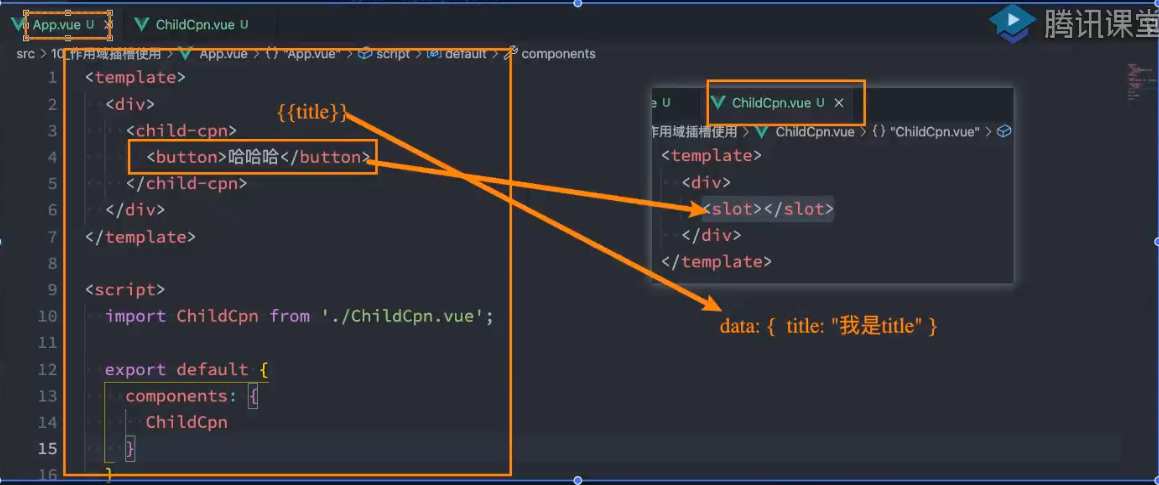 App.vue U ×
ChildCpn.vue U
腾讯课堂
src > 10_作用域插槽使用 > App.vue > {} "App.vue" > script > default > components
1 <template>
2 <div>
{{title}}
3 <child-cpn>
4 <button>哈哈哈</button>
5 </child-cpn>
6 </div>
7 </template>
8
9 <script>
10 import ChildCpn from './ChildCpn.vue';
11
12 export default {
13 components: {
14 ChildCpn
15 }
16 }
e U
ChildCpn.vue U ×
作用域插槽使用 > ChildCpn.vue > {} "ChildCpn.vue" >
<template>
<div>
<slot></slot>
</div>
</template>
data: { title: "我是title" }